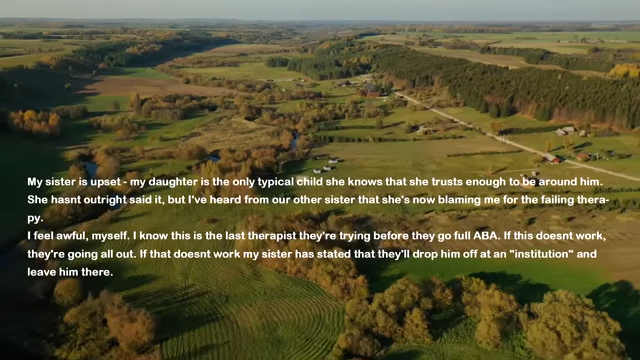 My sister is upset - my daughter is the only typical child she knows that she trusts enough to be around him.
She hasnt outright said it, but I've heard from our other sister that she's now blaming me for the failing thera-
py.
I feel awful, myself. I know this is the last therapist they're trying before they go full ABA. If this doesnt work,
they're going all out. If that doesnt work my sister has stated that they'll drop him off at an "institution" and
leave him there.